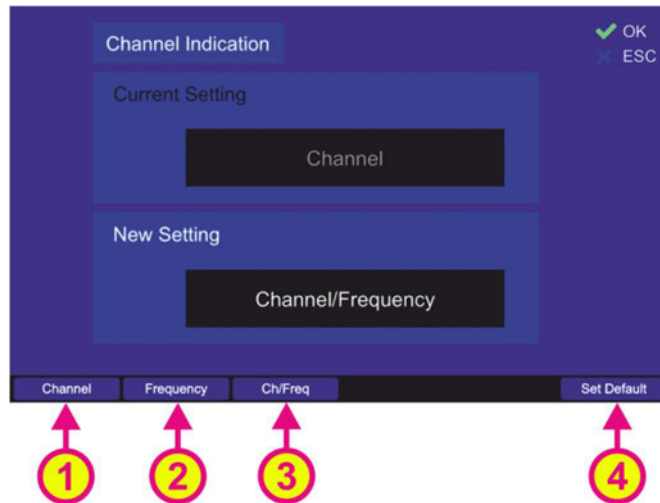 Channel Indication
OK
ESC
Current Setting
Channel
New Setting
Channel/Frequency
Channel Frequency Ch/Freq Set Default
1 2 3 4